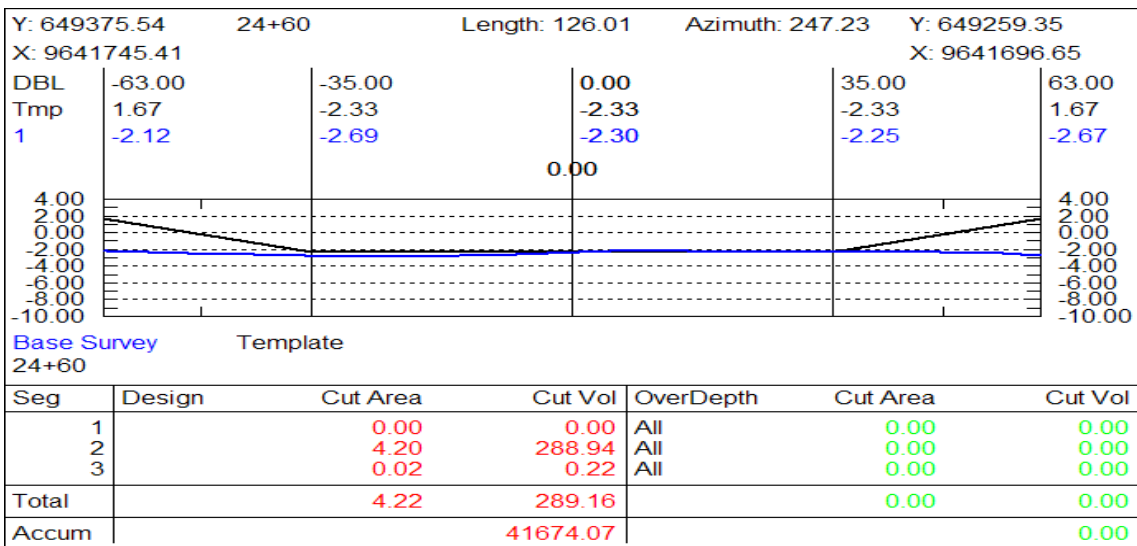 Y: 649375.54 24+60 Length: 126.01 Azimuth: 247.23 Y: 649259.35
X: 9641745.41 X: 9641696.65
DBL -63.00 -35.00 0.00 35.00 63.00
Tmp 1.67 -2.33 -2.33 -2.33 1.67
1 -2.12 -2.69 -2.30 -2.25 -2.67
0.00
4.00 4.00
2.00 2.00
0.00 0.00
-2.00 -2.00
-4.00 -4.00
-6.00 -6.00
-8.00 -8.00
-10.00 -10.00
Base Survey Template
24+60
Seg Design Cut Area Cut Vol OverDepth Cut Area Cut Vol
1 0.00 0.00 All 0.00 0.00
2 4.20 288.94 All 0.00 0.00
3 0.02 0.22 All 0.00 0.00
Total 4.22 289.16 0.00 0.00
Accum 41674.07 0.00